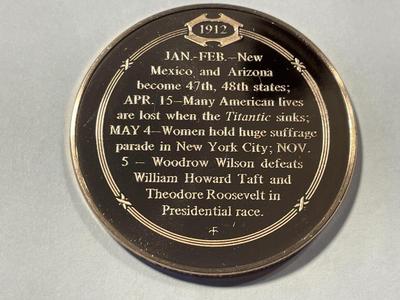 1912
JAN.-FEB.—New
Mexico and Arizona
become 47th, 48th states;
APR. 15—Many American lives
are lost when the Titanic sinks;
MAY 4—Women hold huge suffrage
parade in New York City; NOV.
5 — Woodrow Wilson defeats
William Howard Taft and
Theodore Roosevelt in
Presidential race.